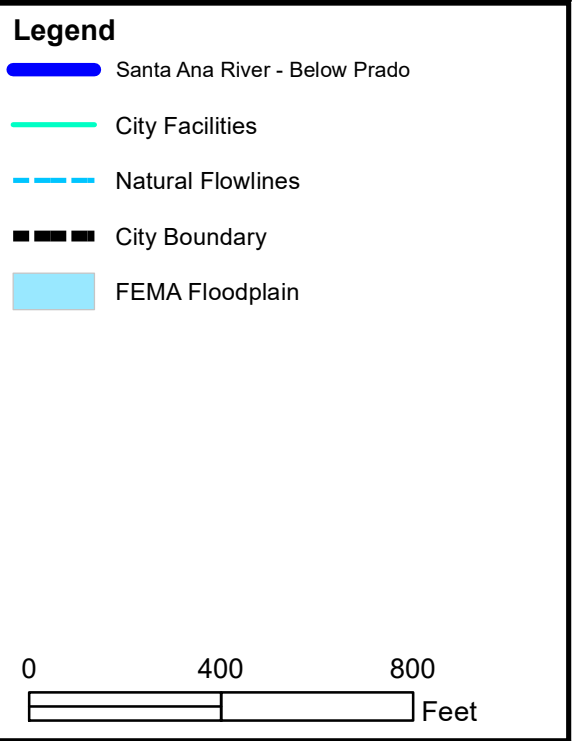 Legend
Santa Ana River - Below Prado
City Facilities
Natural Flowlines
City Boundary
FEMA Floodplain
0 400 800
Feet